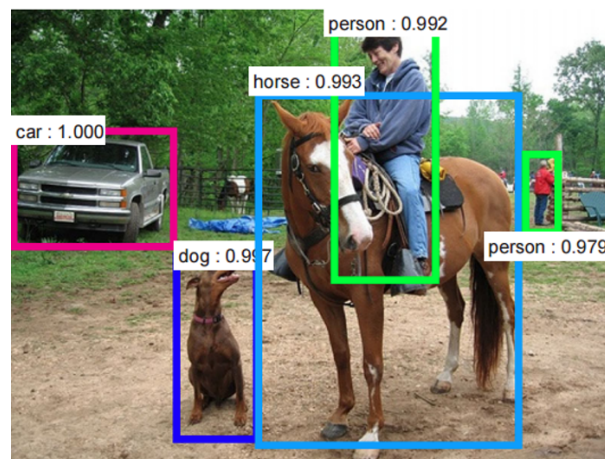 person : 0.992
horse : 0.993
car : 1.000
person : 0.979
dog : 0.997